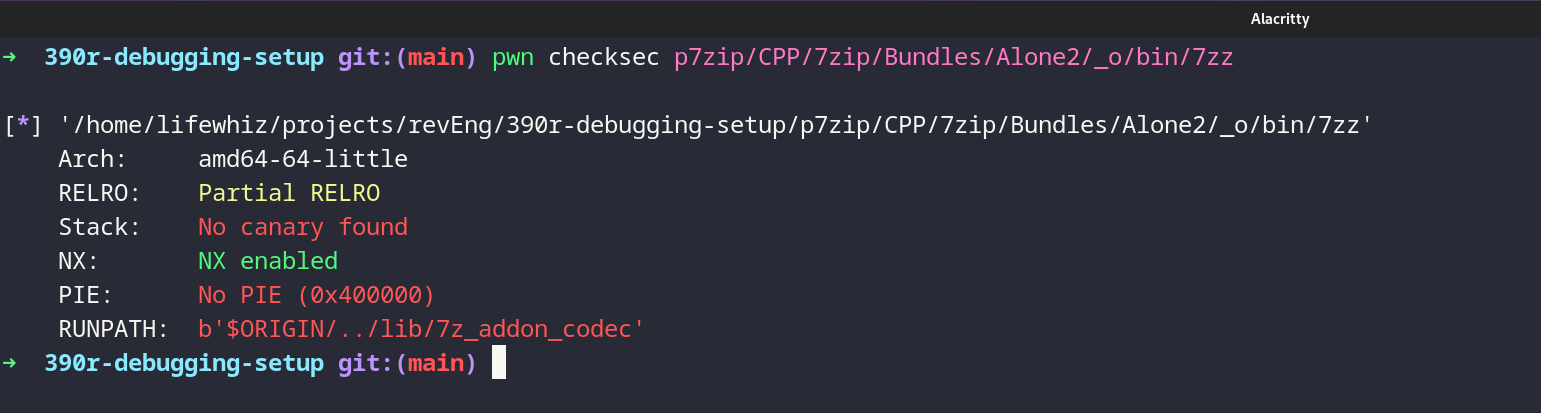 Alacritty
→ 390r-debugging-setup git:(main) pwn checksec p7zip/CPP/7zip/Bundles/Alone2/_o/bin/7zz
[*] '/home/lifewhiz/projects/revEng/390r-debugging-setup/p7zip/CPP/7zip/Bundles/Alone2/_o/bin/7zz'
Arch: amd64-64-little
RELRO: Partial RELRO
Stack: No canary found
NX: NX enabled
PIE: No PIE (0x400000)
RUNPATH: b'$ORIGIN/../lib/7z_addon_codec'
→ 390r-debugging-setup git:(main)